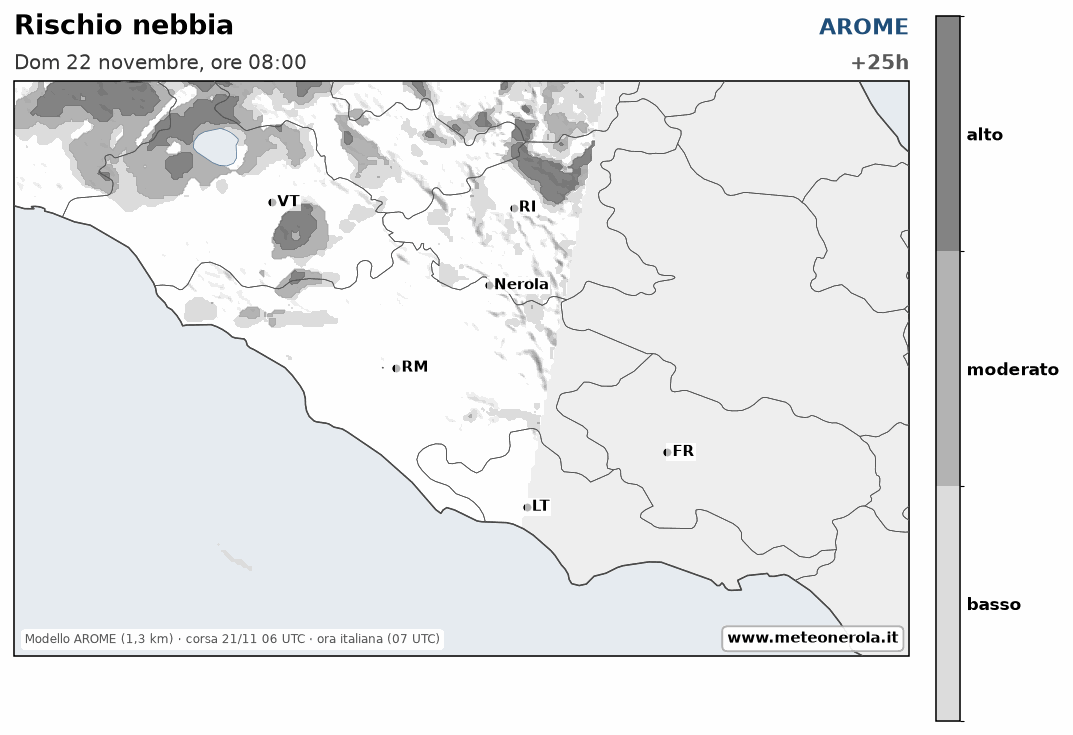 Rischio nebbia
AROME
Dom 22 novembre, ore 08:00
+25h
alto
VT
RI
Nerola
moderato
RM
FR
LT
basso
Modello AROME (1,3 km) · corsa 21/11 06 UTC · ora italiana (07 UTC)
www.meteonerola.it